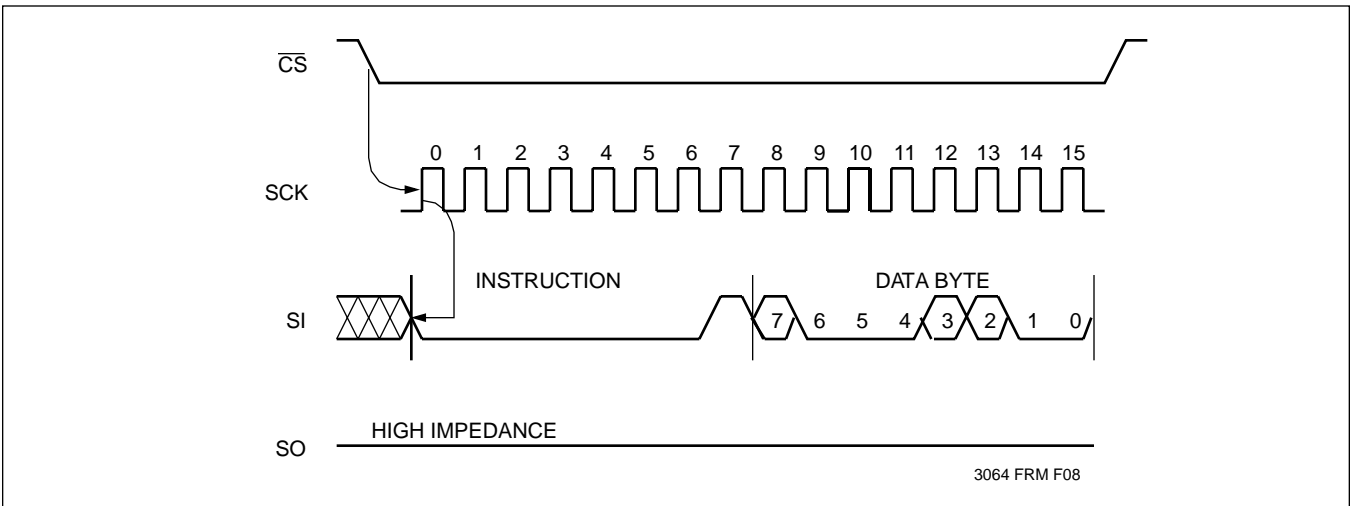 CS
0 1 2 3 4 5 6 7 8 9 10 11 12 13 14 15
SCK
INSTRUCTION DATA BYTE
SI 7 6 5 4 3 2 1 0
HIGH IMPEDANCE
SO
3064 FRM F08